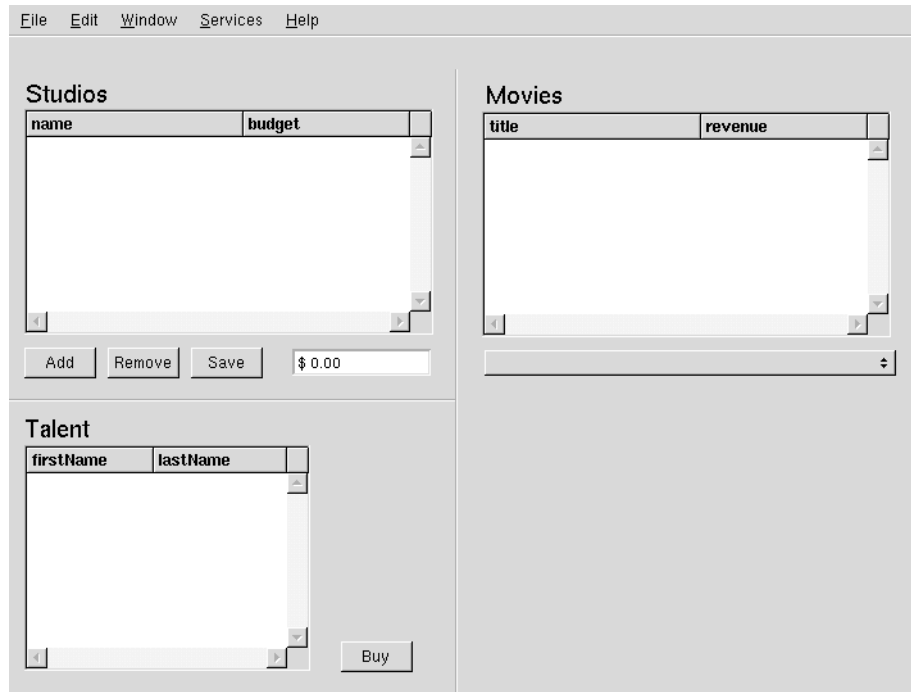 File Edit Window Services Help
Studios
name budget
Add Remove Save $ 0.00
Movies
title revenue
Talent
firstName lastName
Buy